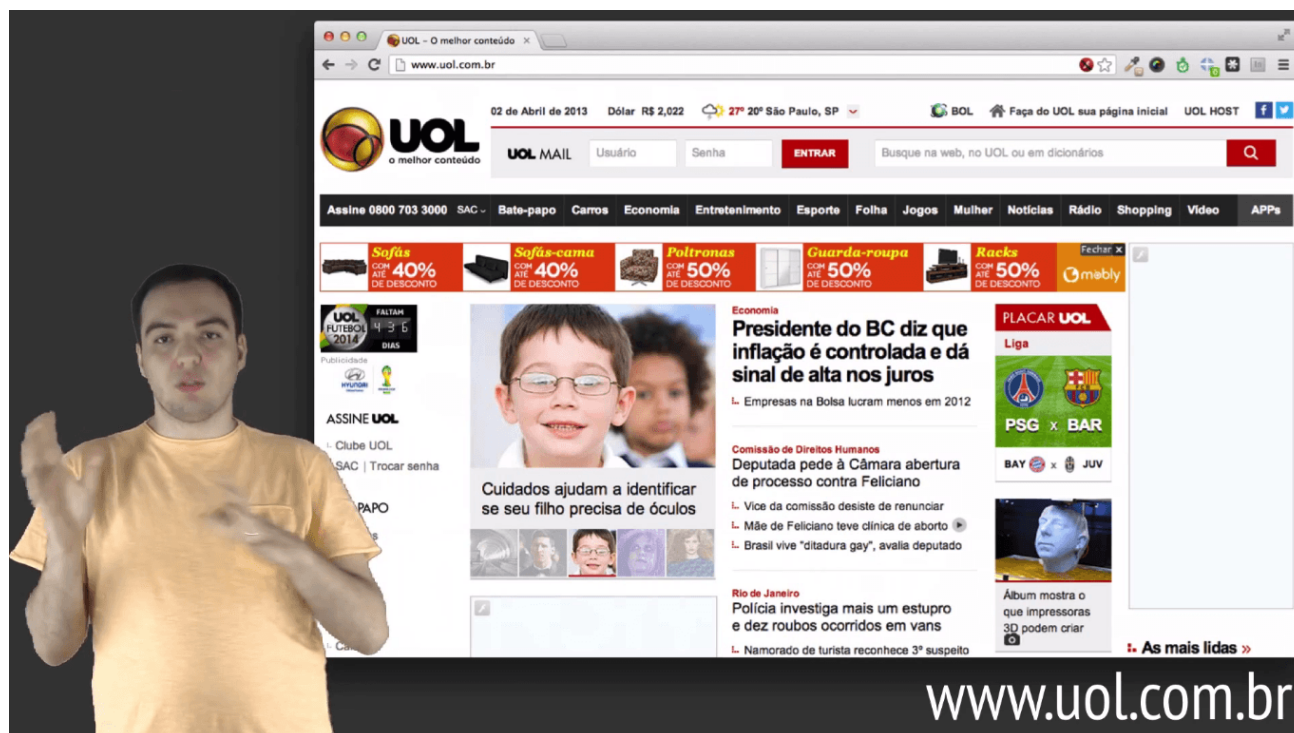 UOL - O melhor conteúdo
www.uol.com.br
02 de Abril de 2013 Dólar R$ 2,022 27º 20º São Paulo, SP BOL Faça do UOL sua página inicial UOL HOST
UOL
o melhor conteúdo
UOL MAIL Usuário Senha ENTRAR Busque na web, no UOL ou em dicionários
Assine 0800 703 3000 SAC Bate-papo Carros Economia Entretenimento Esporte Folha Jogos Mulher Notícias Rádio Shopping Vídeo APPs
Sofás
COM ATÉ 40%
DE DESCONTO
Sofás-cama
COM ATÉ 40%
DE DESCONTO
Poltronas
COM ATÉ 50%
DE DESCONTO
Guarda-roupa
COM ATÉ 50%
DE DESCONTO
Racks
COM ATÉ 50%
DE DESCONTO
Fechar X
mobly
UOL
FUTEBOL
2014
FALTAM
436
DIAS
Publicidade
HYUNDAI
ASSINE UOL
Clube UOL
SAC | Trocar senha
PAPO
Cuidados ajudam a identificar
se seu filho precisa de óculos
Economia
Presidente do BC diz que
inflação é controlada e dá
sinal de alta nos juros
Empresas na Bolsa lucram menos em 2012
Comissão de Direitos Humanos
Deputada pede à Câmara abertura
de processo contra Feliciano
Vice da comissão desiste de renunciar
Mãe de Feliciano teve clínica de aborto
Brasil vive "ditadura gay", avalia deputado
Rio de Janeiro
Polícia investiga mais um estupro
e dez roubos ocorridos em vans
Namorado de turista reconhece 3º suspeito
PLACAR UOL
Liga
PSG x BAR
BAY x JUV
Álbum mostra o
que impressoras
3D podem criar
As mais lidas »
www.uol.com.br